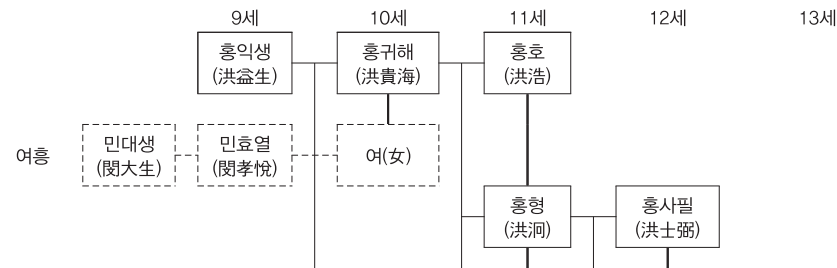 9세 10세 11세 12세 13세
홍익생 홍귀해 홍호
(洪益生) (洪貴海) (洪浩)
여흥 민대생 민효열 여(女)
(閔大生) (閔孝悅)
홍형 홍사필
(洪泂) (洪士弼)